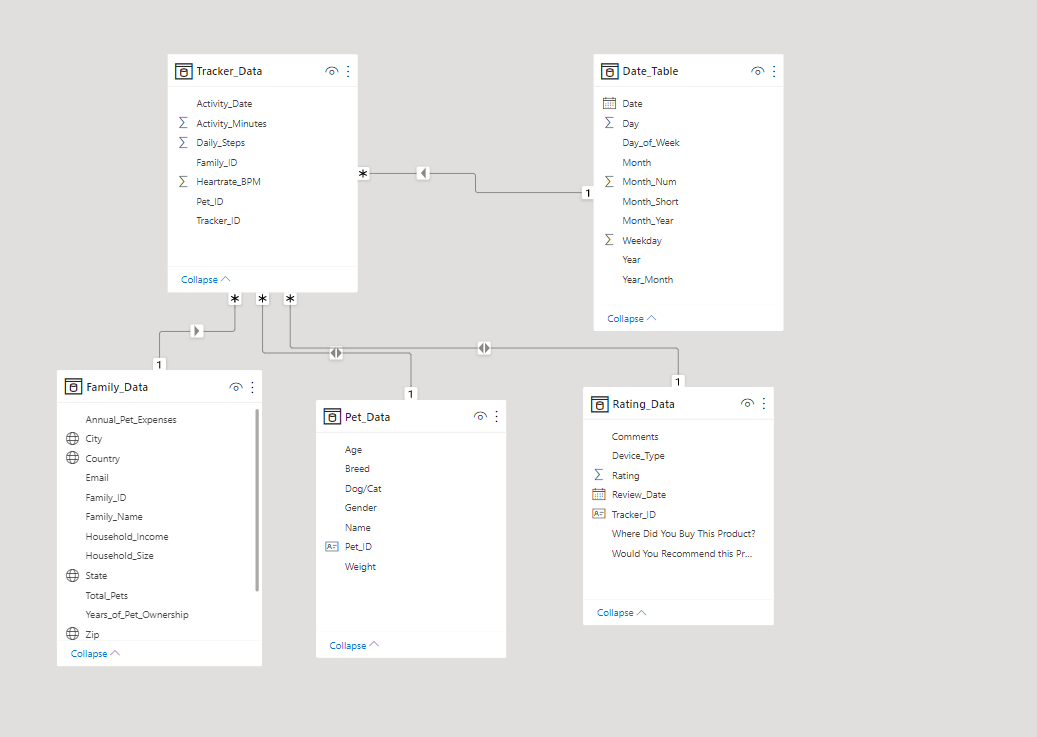 Tracker_Data
Activity_Date
Activity_Minutes
Daily_Steps
Family_ID
Heartrate_BPM
Pet_ID
Tracker_ID
Collapse
Date_Table
Date
Day
Day_of_Week
Month
Month_Num
Month_Short
Month_Year
Weekday
Year
Year_Month
Collapse
*
1
*
*
*
1
1
1
Family_Data
Annual_Pet_Expenses
City
Country
Email
Family_ID
Family_Name
Household_Income
Household_Size
State
Total_Pets
Years_of_Pet_Ownership
Zip
Collapse
Pet_Data
Age
Breed
Dog/Cat
Gender
Name
Pet_ID
Weight
Collapse
Rating_Data
Comments
Device_Type
Rating
Review_Date
Tracker_ID
Where Did You Buy This Product?
Would You Recommend this Pr...
Collapse